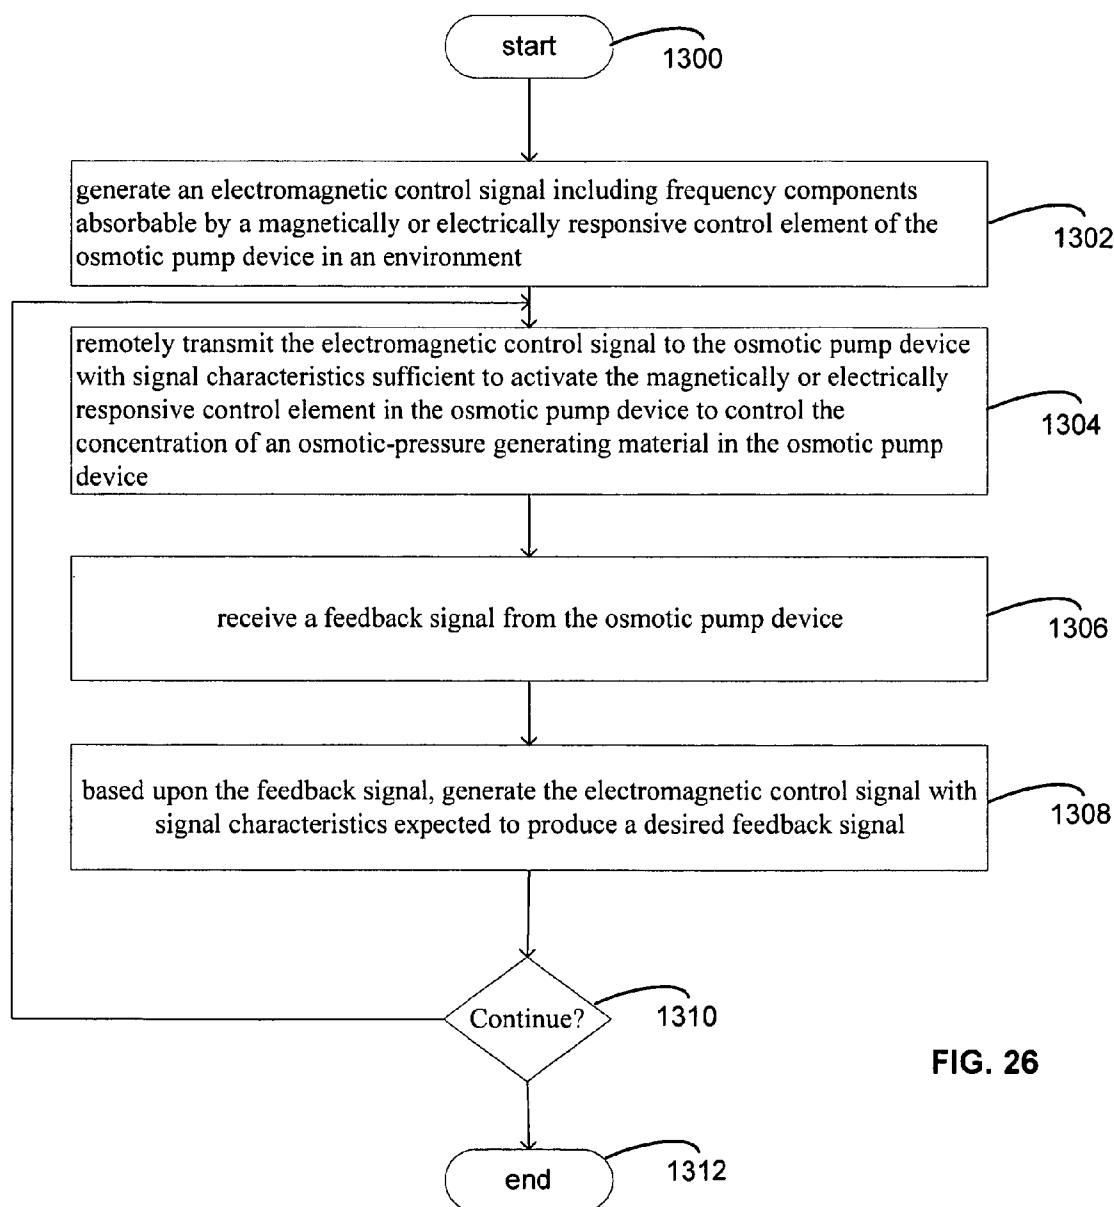 start
1300
generate an electromagnetic control signal including frequency components
absorbable by a magnetically or electrically responsive control element of the
osmotic pump device in an environment
1302
remotely transmit the electromagnetic control signal to the osmotic pump device
with signal characteristics sufficient to activate the magnetically or electrically
responsive control element in the osmotic pump device to control the
concentration of an osmotic-pressure generating material in the osmotic pump
device
1304
receive a feedback signal from the osmotic pump device
1306
based upon the feedback signal, generate the electromagnetic control signal with
signal characteristics expected to produce a desired feedback signal
1308
Continue?
1310
FIG. 26
end
1312